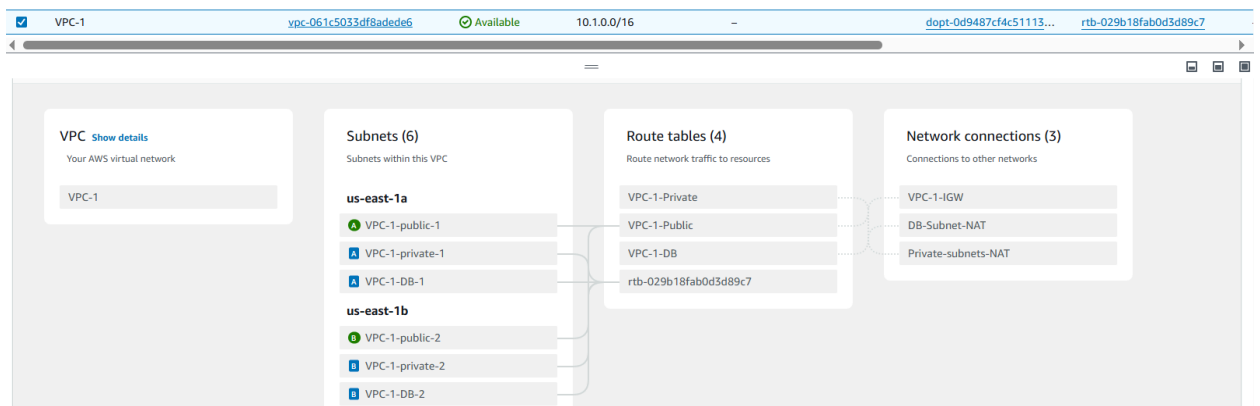 VPC-1 vpc-061c5033df8adede6 Available 10.1.0.0/16 – dopt-0d9487cf4c51113... rtb-029b18fab0d3d89c7
VPC Show details
Your AWS virtual network
VPC-1
Subnets (6)
Subnets within this VPC
us-east-1a
A VPC-1-public-1
A VPC-1-private-1
A VPC-1-DB-1
us-east-1b
B VPC-1-public-2
B VPC-1-private-2
B VPC-1-DB-2
Route tables (4)
Route network traffic to resources
VPC-1-Private
VPC-1-Public
VPC-1-DB
rtb-029b18fab0d3d89c7
Network connections (3)
Connections to other networks
VPC-1-IGW
DB-Subnet-NAT
Private-subnets-NAT